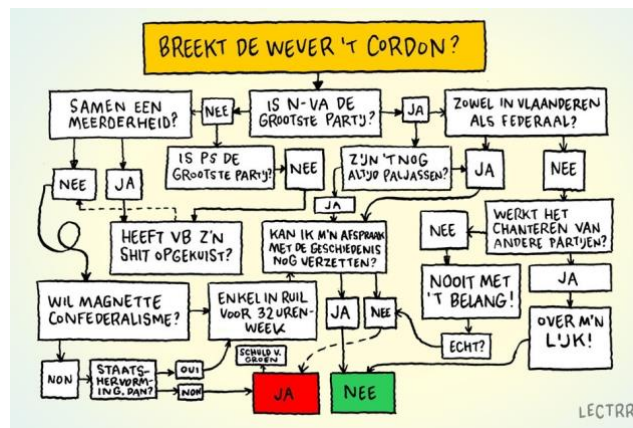 BREEKT DE WEVER 'T CORDON?
SAMEN EEN
MEERDERHEID?
NEE
IS N-VA DE
GROOTSTE PARTIJ?
JA
ZOWEL IN VLAANDEREN
ALS FEDERAAL?
IS PS DE
GROOTSTE PARTIJ?
NEE
ZIJN 'T NOG
ALTIJD PALJASSEN?
JA
NEE
NEE
JA
JA
HEEFT VB Z'N
SHIT OPGEKUIST?
KAN IK M'N AFSPRAAK
MET DE GESCHIEDENIS
NOG VERZETTEN?
NEE
WERKT HET
CHANTEREN VAN
ANDERE PARTIJEN?
NOOIT MET
'T BELANG!
JA
WIL MAGNETTE
CONFEDERALISME?
ENKEL IN RUIL
VOOR 32 UREN-
WEEK
JA
NEE
ECHT?
OVER M'N
LIJK!
NON
STAATS-
HERVORM-
ING. DAN?
OUI
NON
SCHULD V.
GROEN
JA
NEE
LECTRR